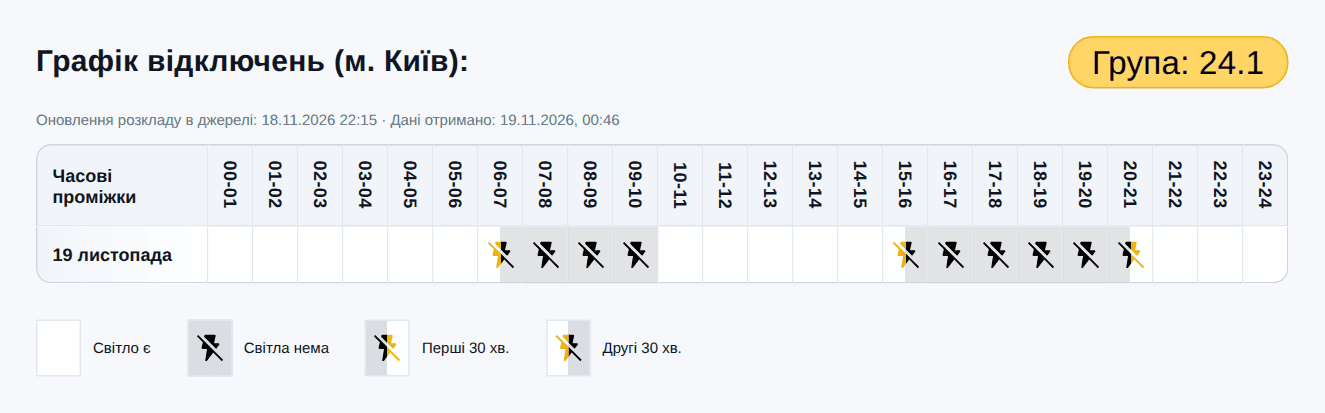 Графік відключень (м. Київ):
Група: 24.1
Оновлення розкладу в джерелі: 18.11.2026 22:15 · Дані отримано: 19.11.2026, 00:46
Часові
проміжки
00-01
01-02
02-03
03-04
04-05
05-06
06-07
07-08
08-09
09-10
10-11
11-12
12-13
13-14
14-15
15-16
16-17
17-18
18-19
19-20
20-21
21-22
22-23
23-24
19 листопада
Світло є
Світла нема
Перші 30 хв.
Другі 30 хв.